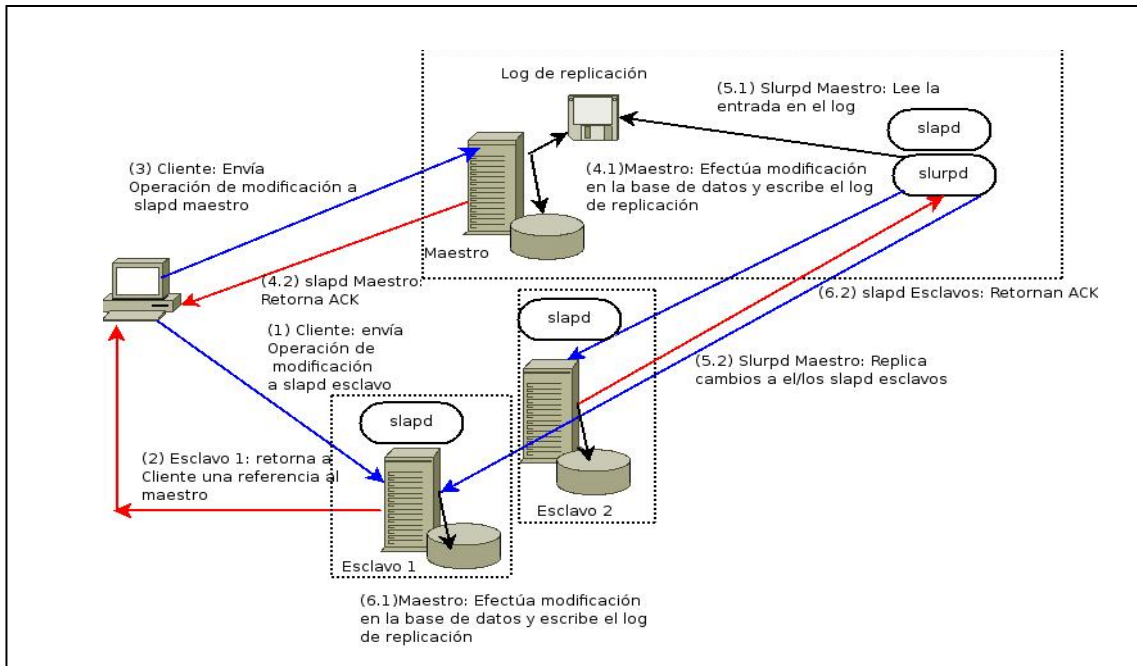 Log de replicación
(5.1) Slurpd Maestro: Lee la
entrada en el log
slapd
slurpd
(3) Cliente: Envía
Operación de modificación a
slapd maestro
(4.1)Maestro: Efectúa modificación
en la base de datos y escribe el log
de replicación
Maestro
(4.2) slapd Maestro:
Retorna ACK
(6.2) slapd Esclavos: Retornan ACK
slapd
(1) Cliente: envía
Operación de
modificación
a slapd esclavo
(5.2) Slurpd Maestro: Replica
cambios a el/los slapd esclavos
slapd
(2) Esclavo 1: retorna a
Cliente una referencia al
maestro
Esclavo 2
Esclavo 1
(6.1)Maestro: Efectúa modificación
en la base de datos y escribe el log
de replicación